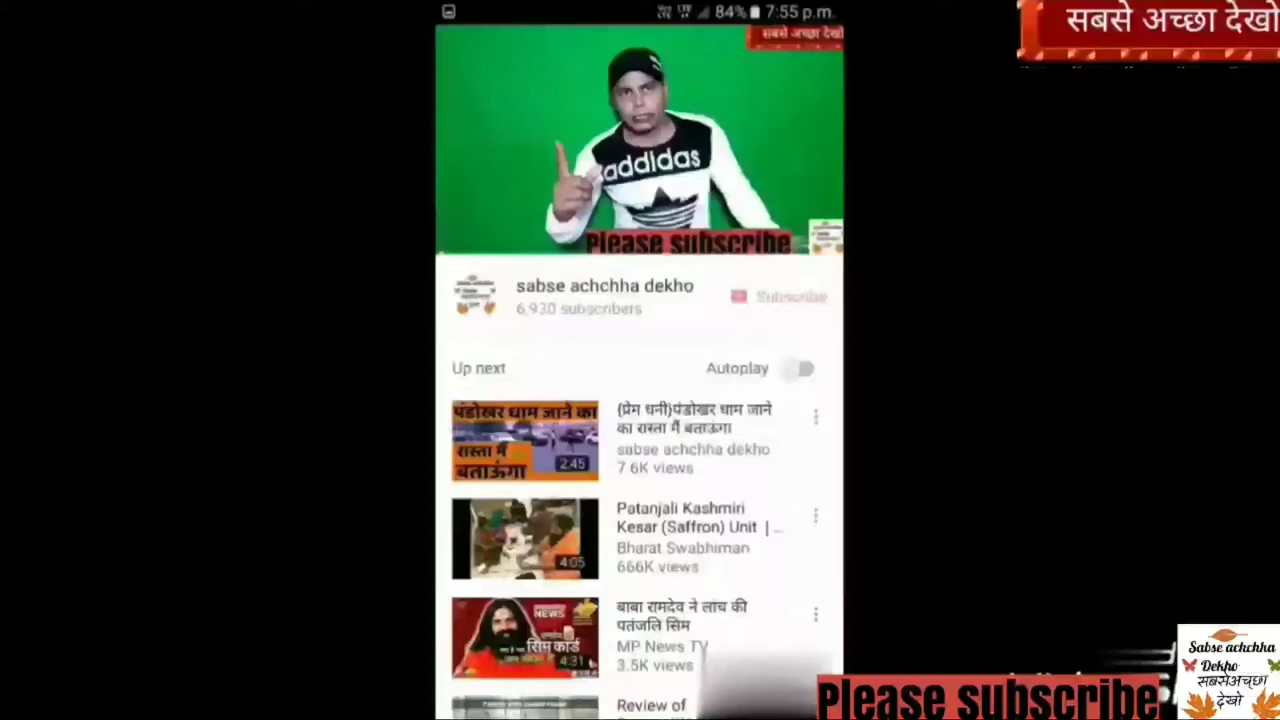 84% 7:55 p.m.
सबसे अच्छा देखो
सबसे अच्छा देखो
addidas
Please subscribe
sabse achchha dekho
6,930 subscribers
Subscribe
Up next
Autoplay
पंडोखर धाम जाने का
रास्ता मैं
बताऊंगा
2:45
{प्रेम धनी}पंडोखर धाम जाने
का रास्ता मैं बताऊंगा
sabse achchha dekho
7.6K views
4:05
Patanjali Kashmiri
Kesar (Saffron) Unit | ..
Bharat Swabhiman
666K views
NEWS
सिम कार्ड
4:31
बाबा रामदेव ने लांच की
पतंजलि सिम
MP News TV
3.5K views
Review of
Please subscribe
Sabse achchha
Dekho
सबसेअच्छा
देखो